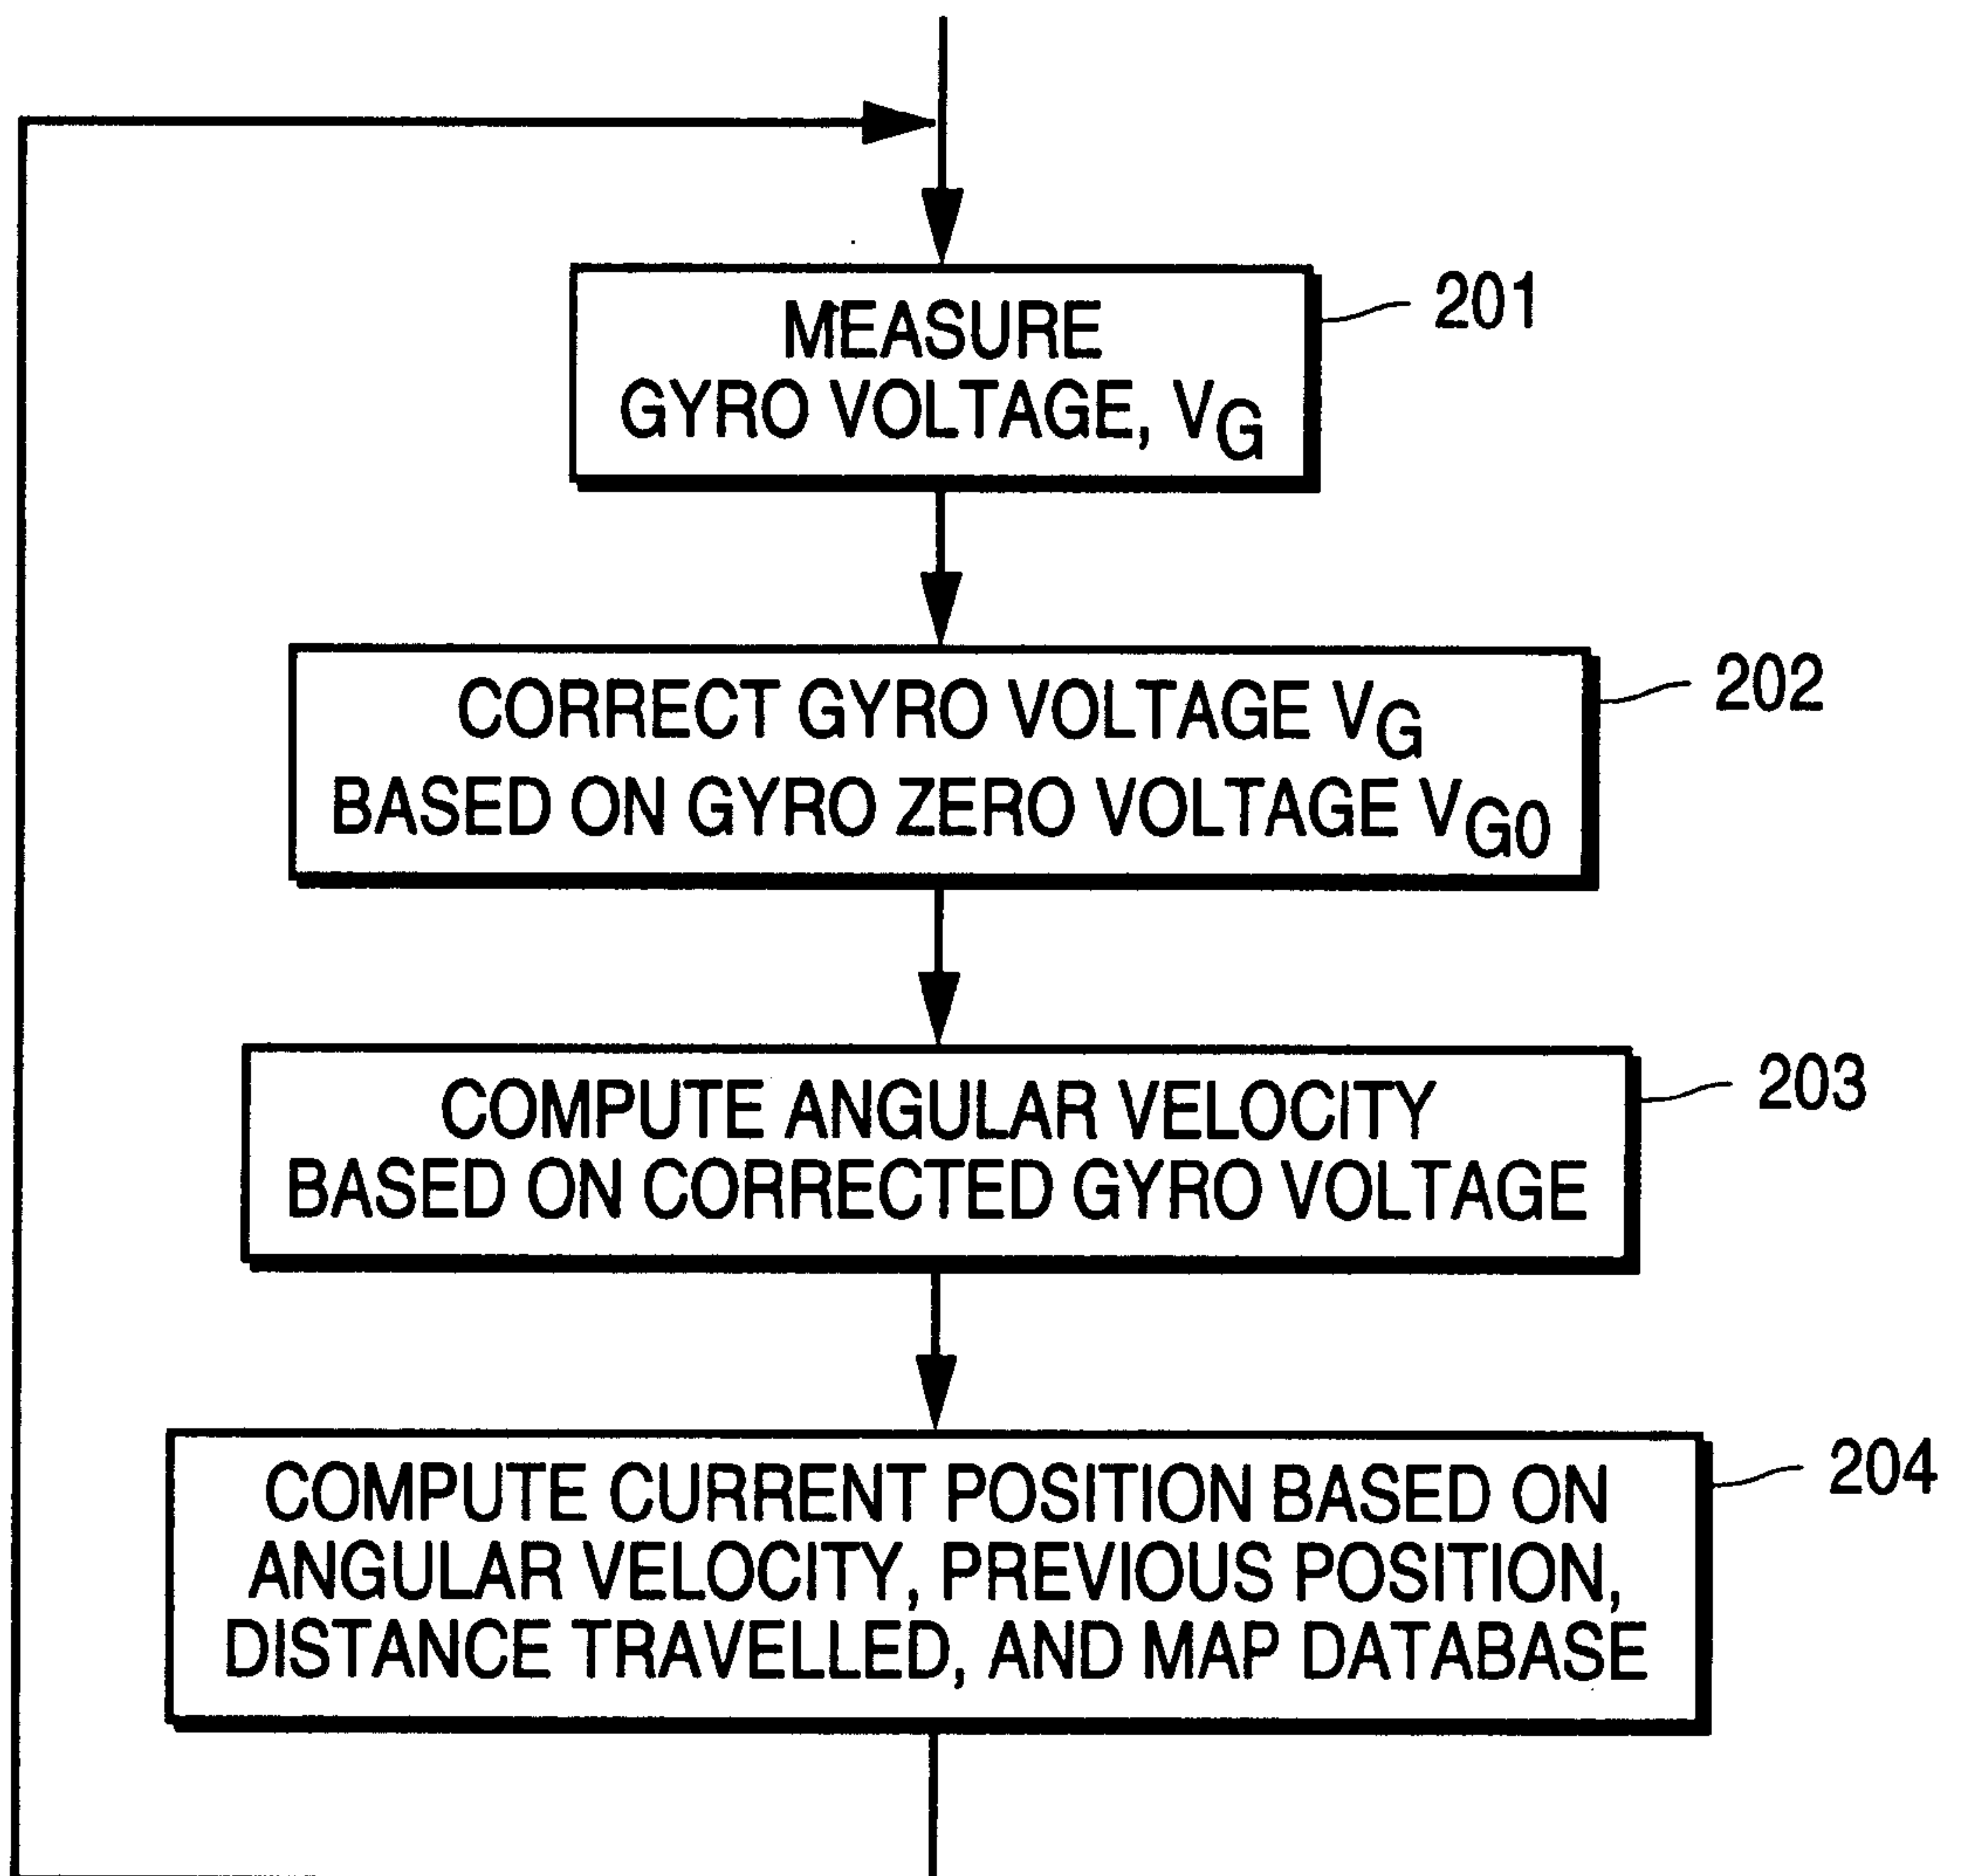 MEASURE
GYRO VOLTAGE, VG
201
CORRECT GYRO VOLTAGE VG
BASED ON GYRO ZERO VOLTAGE VG0
202
COMPUTE ANGULAR VELOCITY
BASED ON CORRECTED GYRO VOLTAGE
203
COMPUTE CURRENT POSITION BASED ON
ANGULAR VELOCITY, PREVIOUS POSITION,
DISTANCE TRAVELLED, AND MAP DATABASE
204